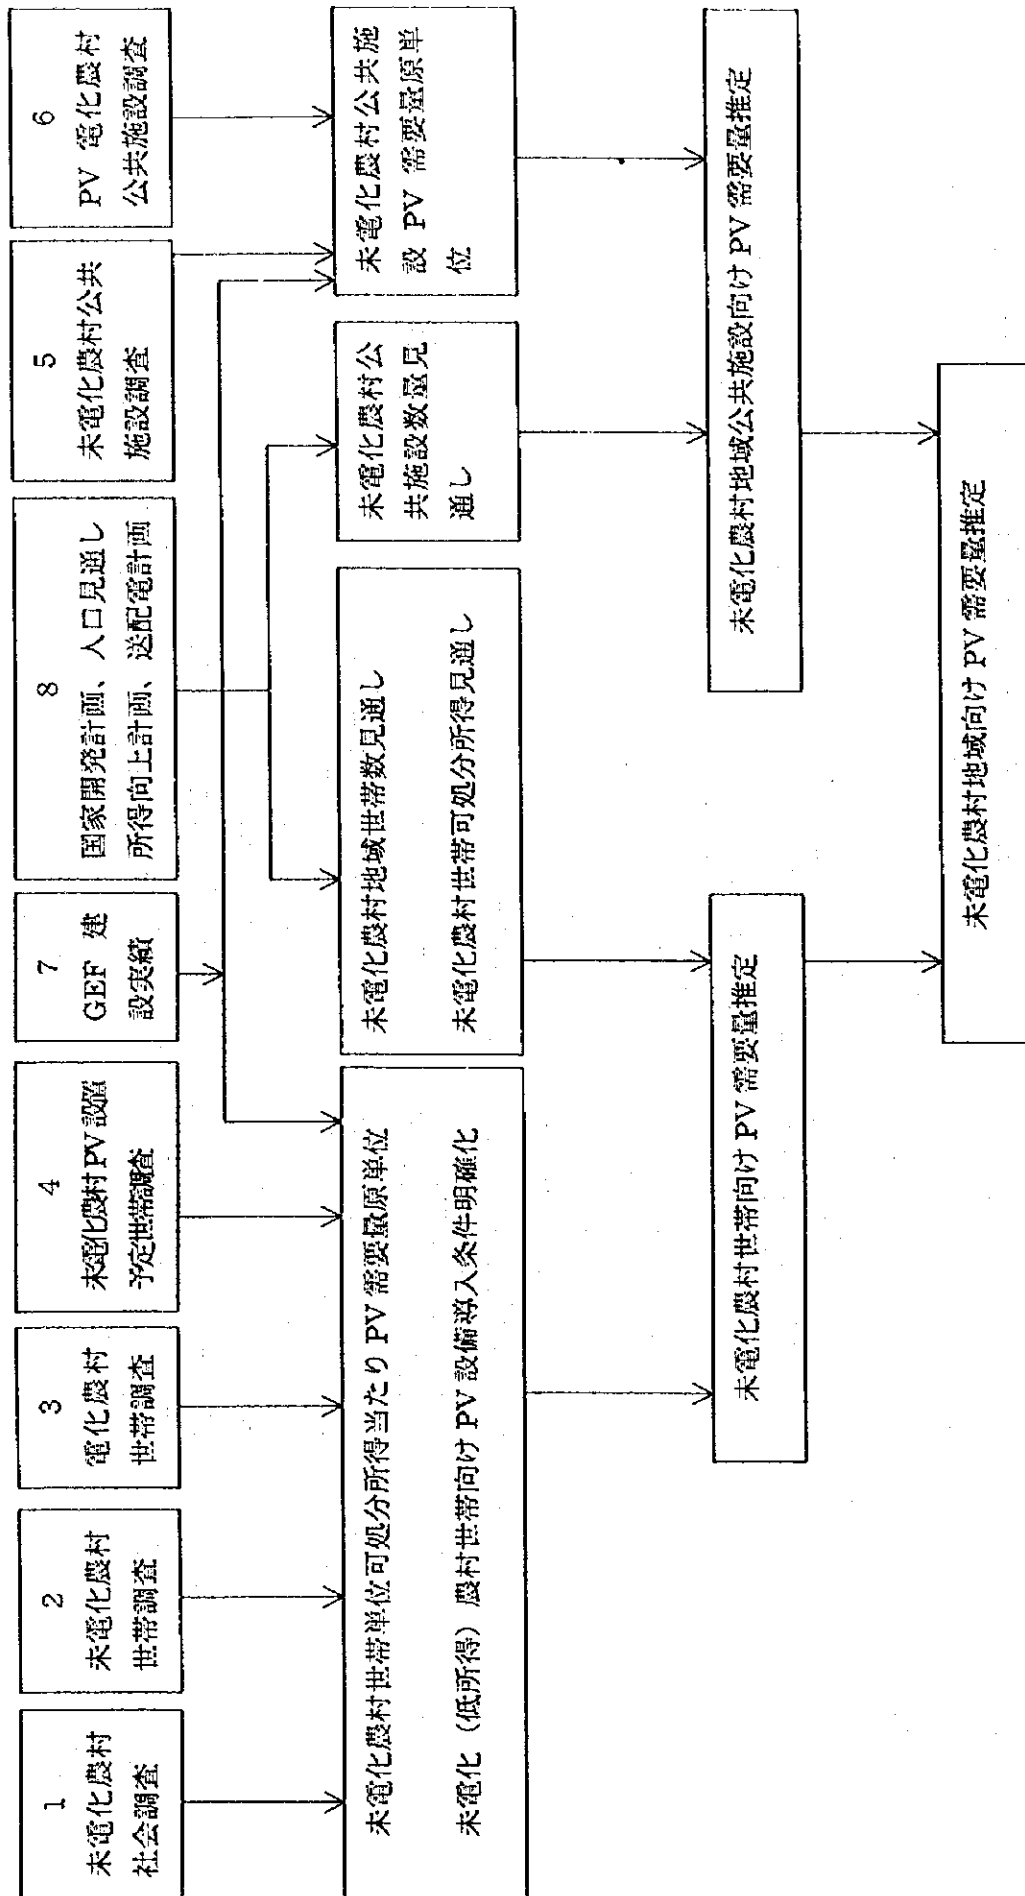 1
未電化農村
社会調査
2
未電化農村
世帯調査
3
電化農村
世帯調査
4
未電化農村PV設置
予定世帯調査
7
GEF 建
設実績
8
国家開発計画、人口見通し
所得向上計画、送配電計画
5
未電化農村公共
施設調査
6
PV 電化農村
公共施設調査
未電化農村世帯単位可処分所得当たり PV 需要量原単位
未電化（低所得）農村世帯向け PV 設備導入条件明確化
未電化農村地域世帯数見通し
未電化農村世帯可処分所得見通し
未電化農村公
共施設数量見
通し
未電化農村公共施
設 PV 需要量原単
位
未電化農村世帯向け PV 需要量推定
未電化農村地域公共施設向け PV 需要量推定
未電化農村地域向け PV 需要量推定